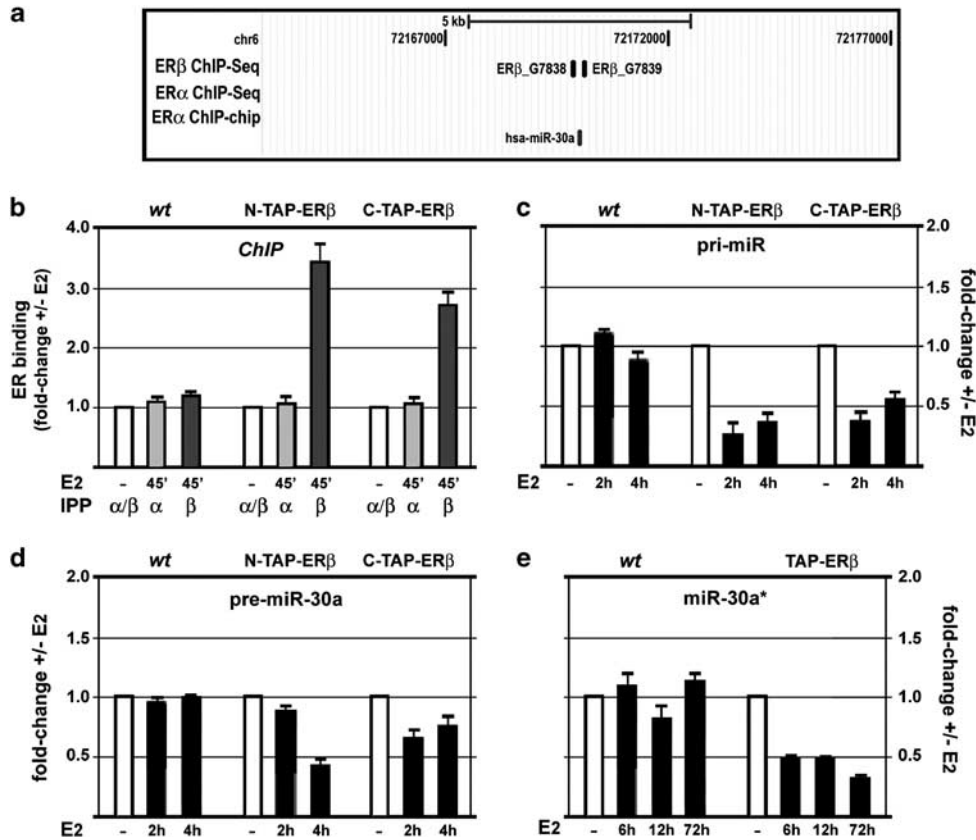 a
5 kb
chr6 72167000 72172000 72177000
ERβ ChIP-Seq ERβ_G7838 ERβ_G7839
ERα ChIP-Seq
ERα ChIP-chip
hsa-miR-30a
b
wt N-TAP-ERβ C-TAP-ERβ
ChIP
4.0
3.0
2.0
1.0
ER binding
(fold-change +/- E2)
E2 - 45' 45' - 45' 45' - 45' 45'
IPP α/β α β α/β α β α/β α β
c
wt N-TAP-ERβ C-TAP-ERβ
pri-miR
2.0
1.5
1.0
0.5
fold-change +/- E2
E2 - 2h 4h - 2h 4h - 2h 4h
d
wt N-TAP-ERβ C-TAP-ERβ
pre-miR-30a
2.0
1.5
1.0
0.5
fold-change +/- E2
E2 - 2h 4h - 2h 4h - 2h 4h
e
wt TAP-ERβ
miR-30a*
2.0
1.5
1.0
0.5
fold-change +/- E2
E2 - 6h 12h 72h - 6h 12h 72h